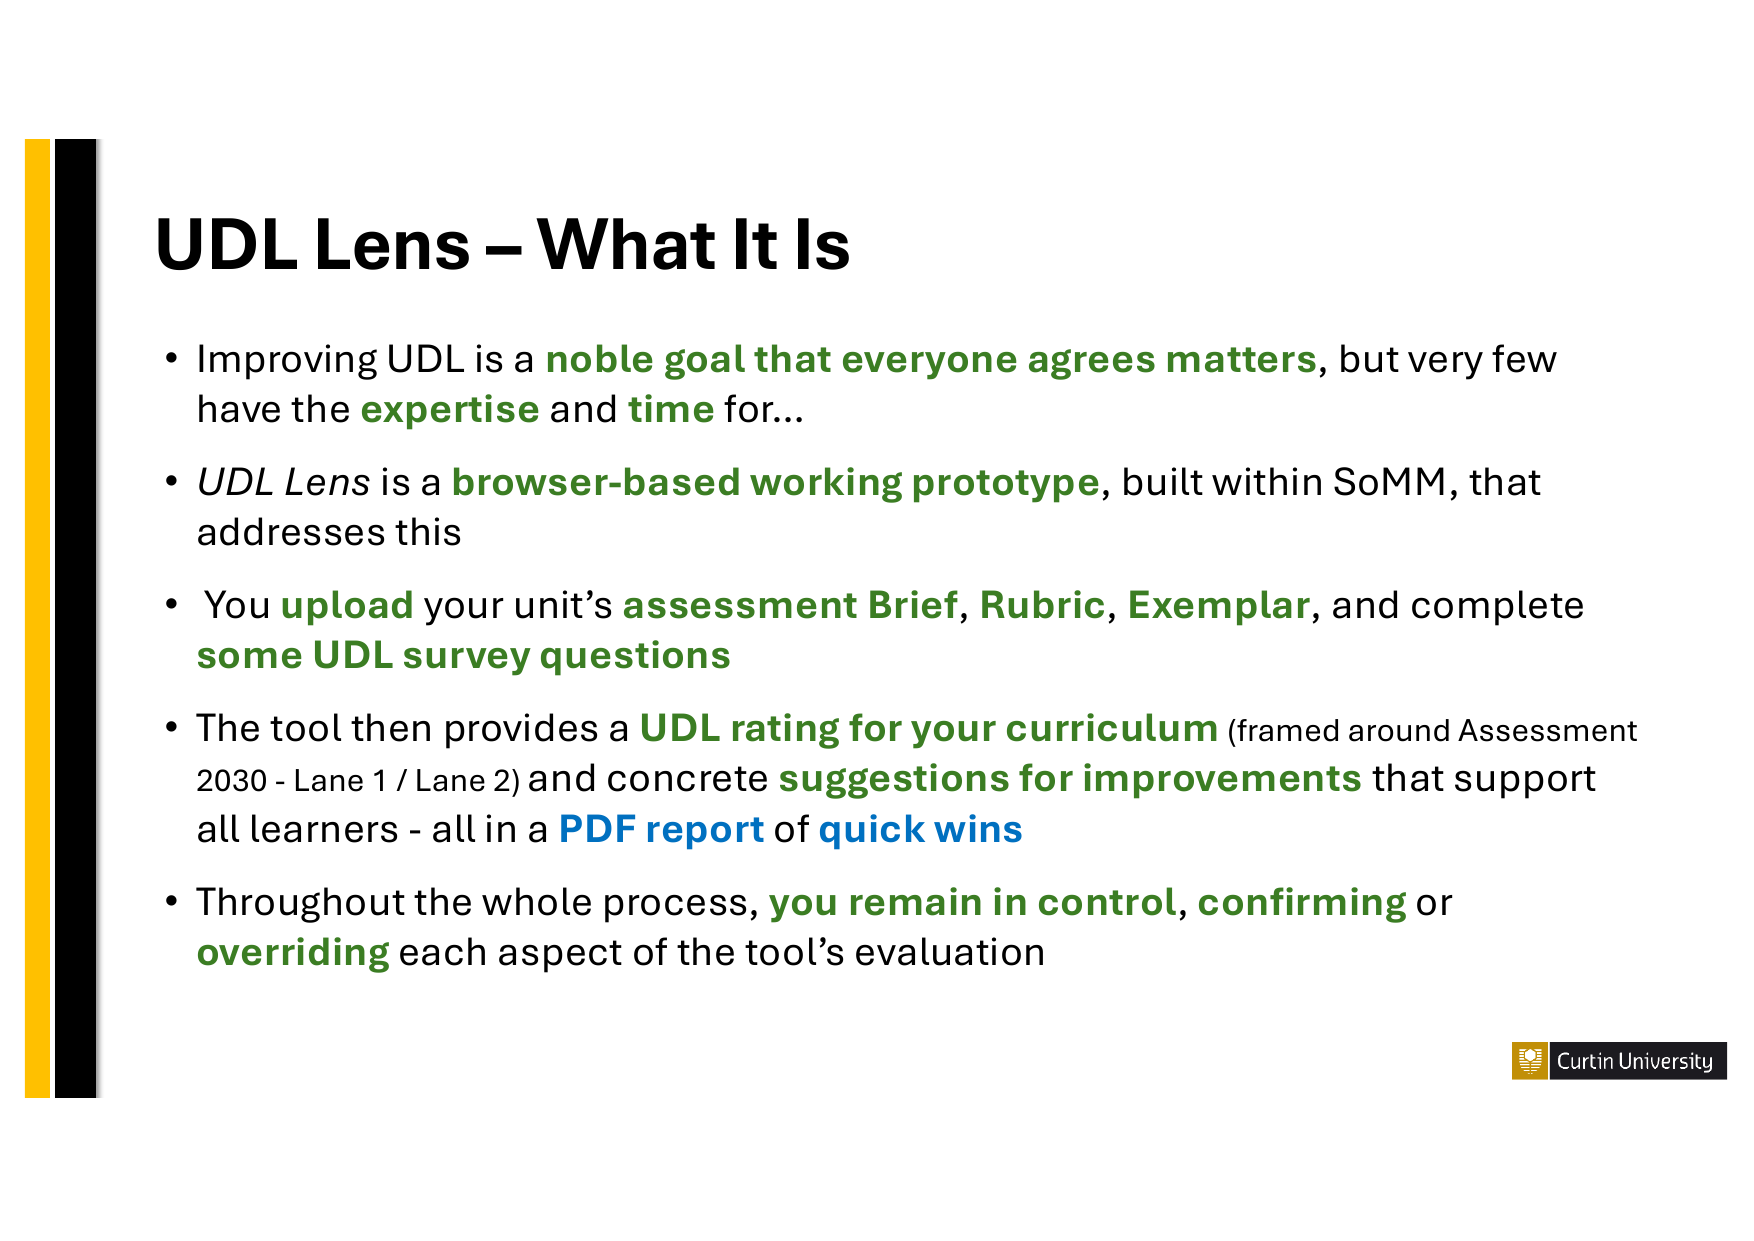 UDL Lens – What It Is
• Improving UDL is a noble goal that everyone agrees matters, but very few
have the expertise and time for...
• UDL Lens is a browser-based working prototype, built within SoMM, that
addresses this
• You upload your unit’s assessment Brief, Rubric, Exemplar, and complete
some UDL survey questions
• The tool then provides a UDL rating for your curriculum (framed around Assessment
2030 - Lane 1 / Lane 2) and concrete suggestions for improvements that support
all learners - all in a PDF report of quick wins
• Throughout the whole process, you remain in control, confirming or
overriding each aspect of the tool’s evaluation
Curtin University